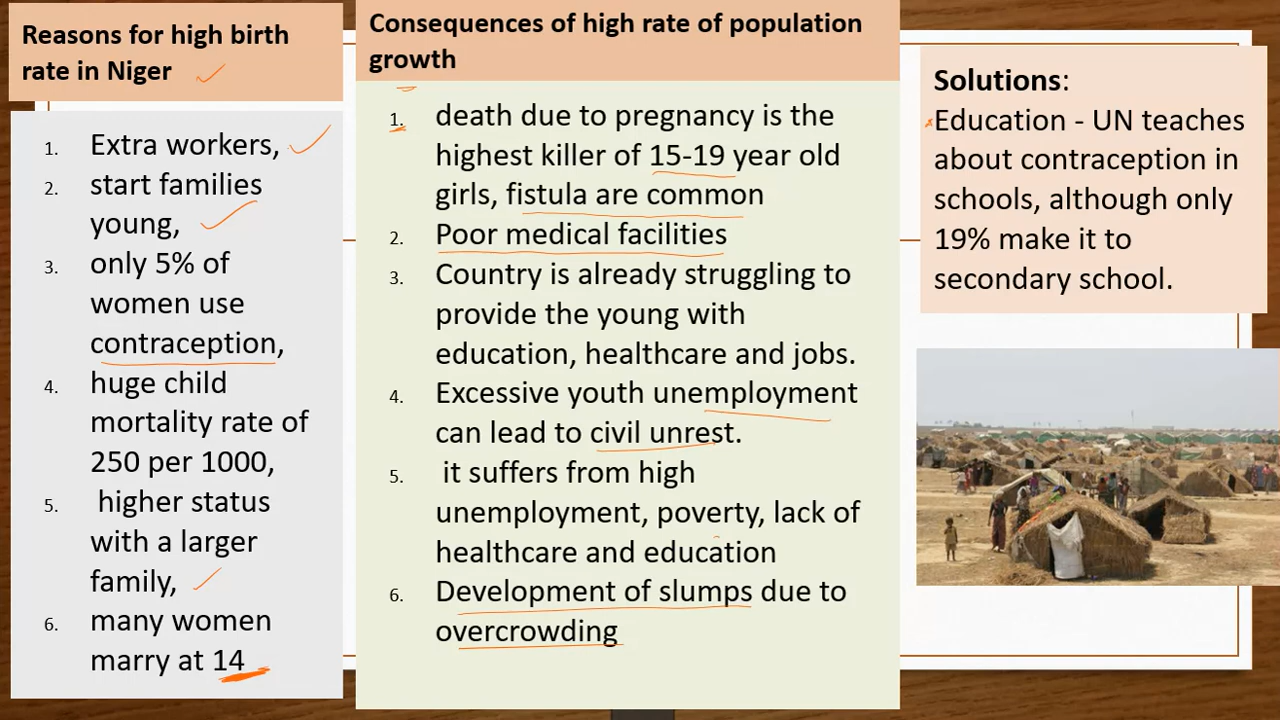 Reasons for high birth
rate in Niger
1. Extra workers,
2. start families
young,
3. only 5% of
women use
contraception,
4. huge child
mortality rate of
250 per 1000,
5. higher status
with a larger
family,
6. many women
marry at 14
Consequences of high rate of population
growth
1. death due to pregnancy is the
highest killer of 15-19 year old
girls, fistula are common
2. Poor medical facilities
3. Country is already struggling to
provide the young with
education, healthcare and jobs.
4. Excessive youth unemployment
can lead to civil unrest.
5. it suffers from high
unemployment, poverty, lack of
healthcare and education
6. Development of slumps due to
overcrowding
Solutions:
Education - UN teaches
about contraception in
schools, although only
19% make it to
secondary school.